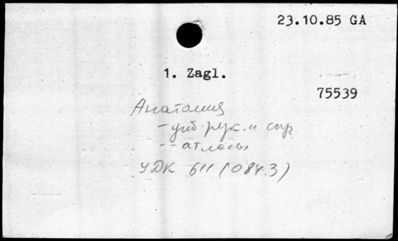 23.10.85 GA
1. Zagl.
75539
Анатомия
- учеб. рук. и спр.
-- атласы
УДК 611 (084.3)